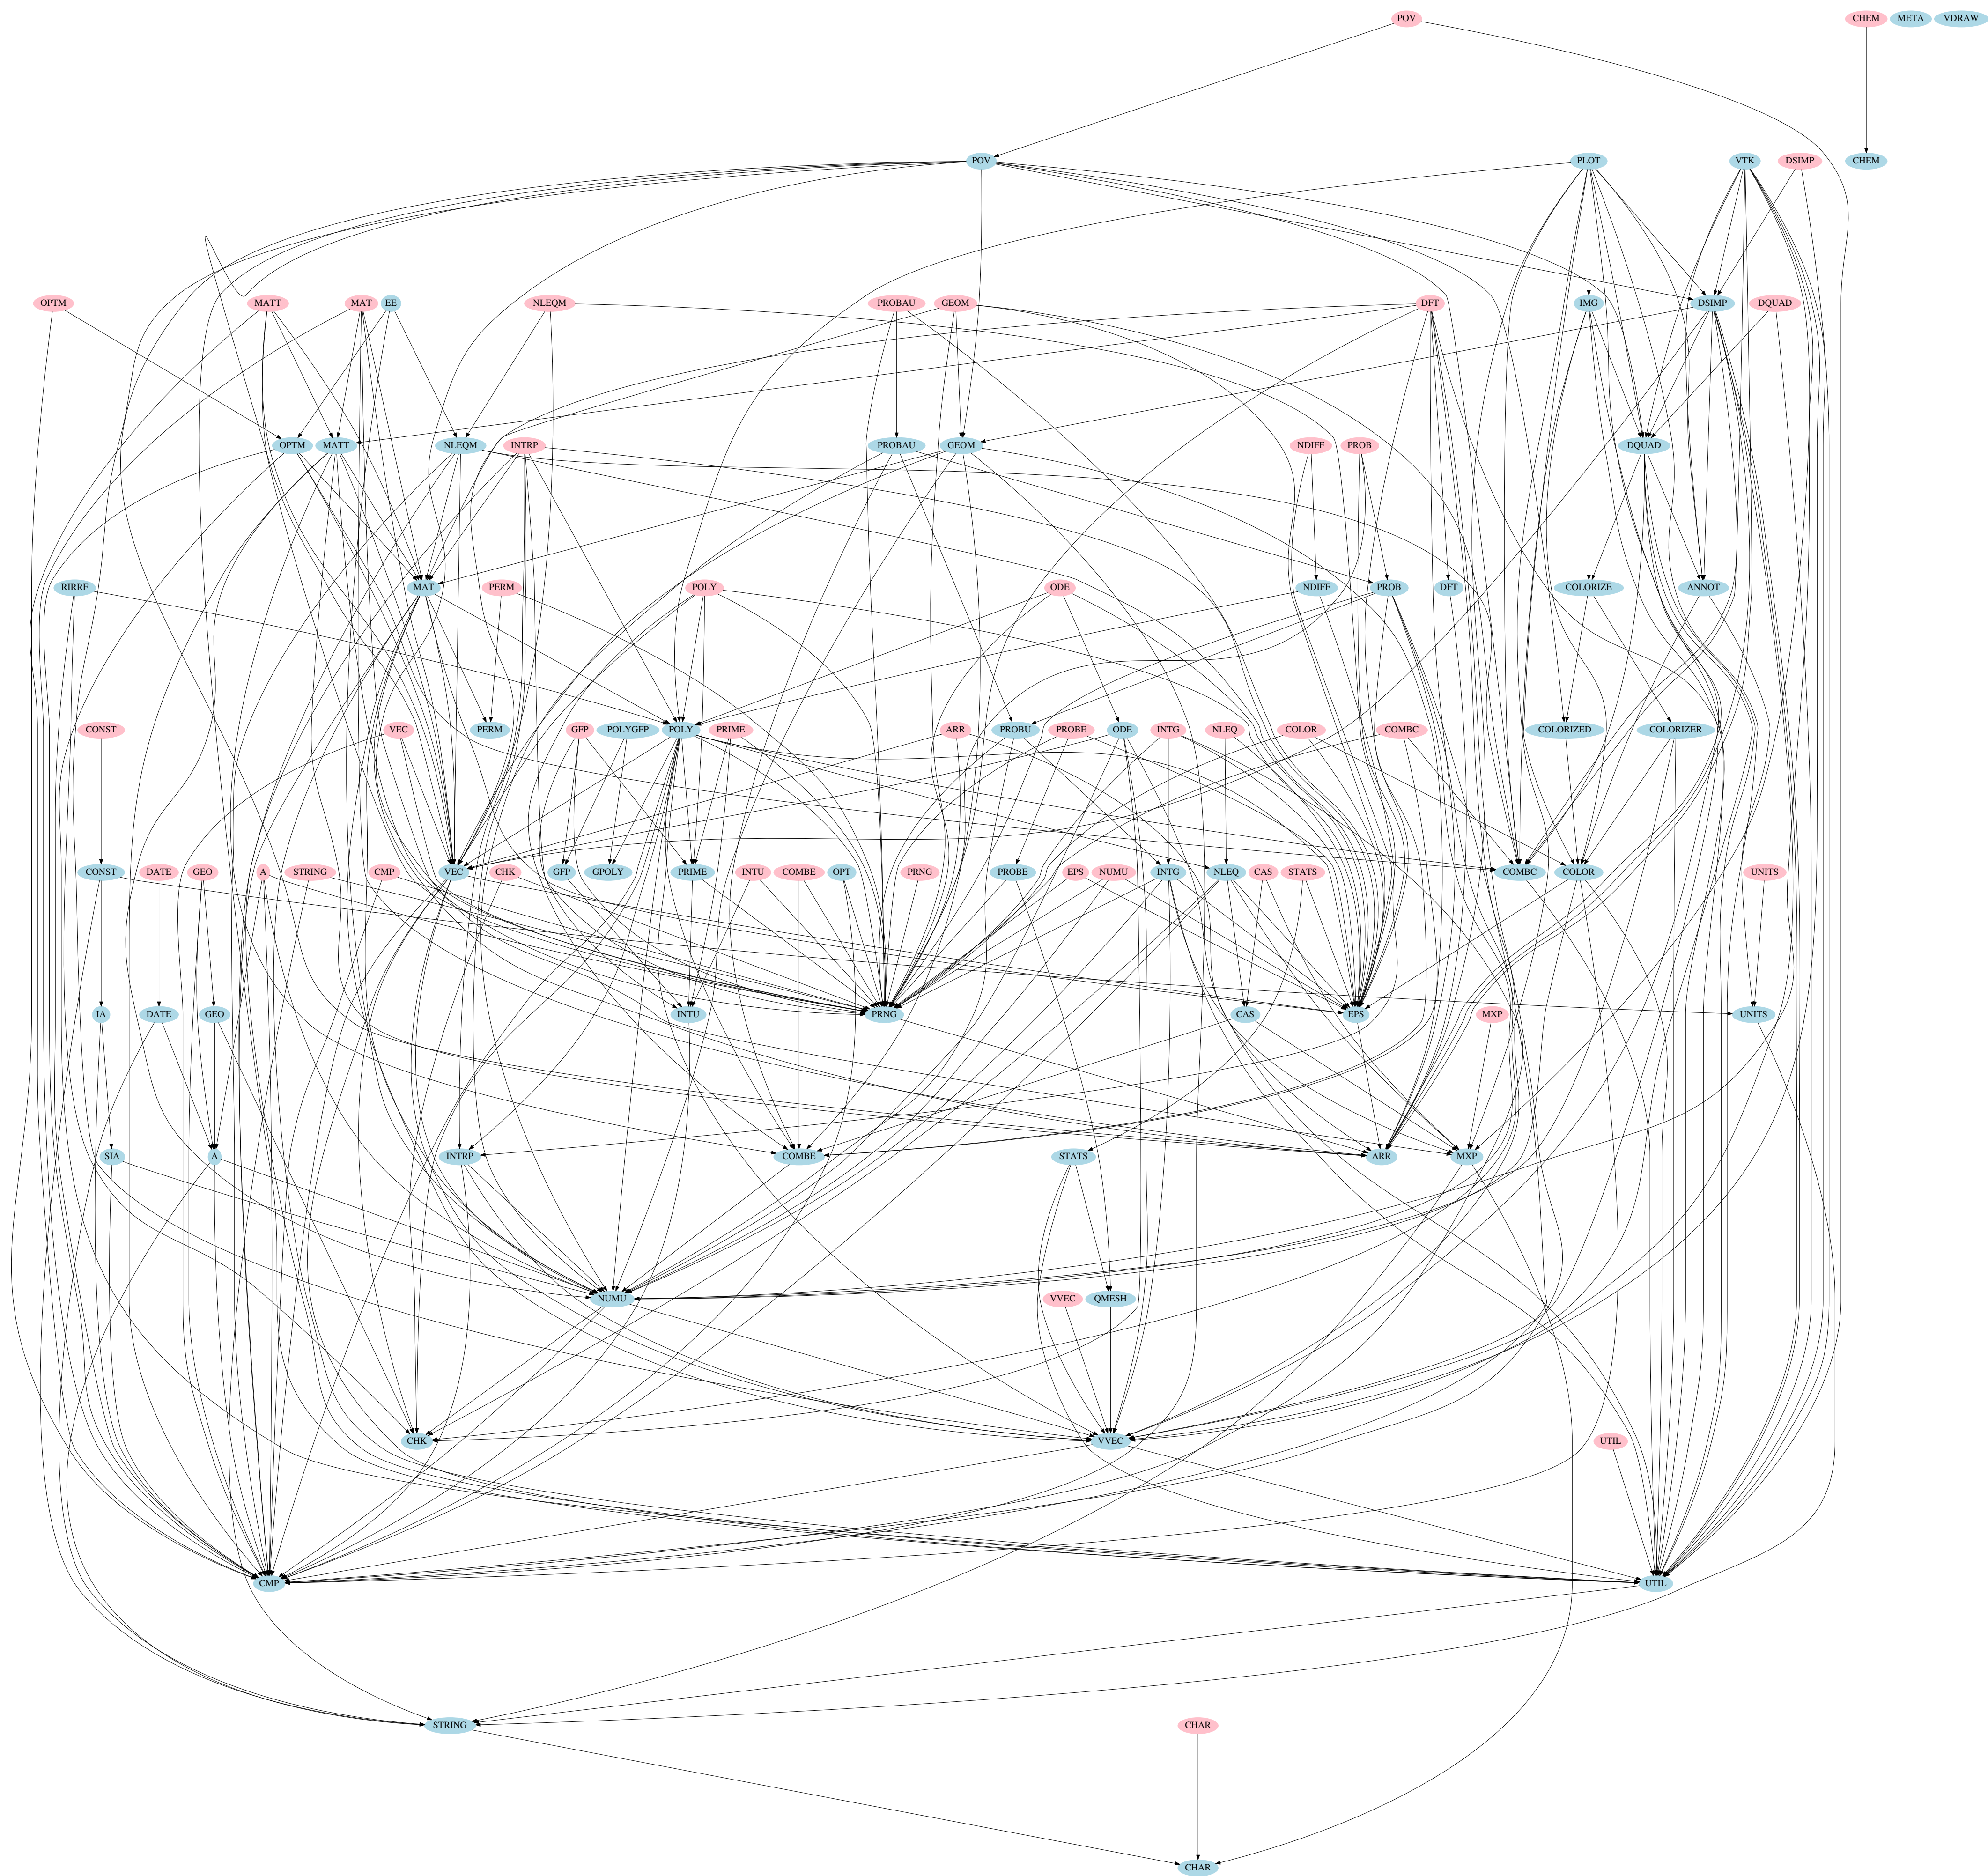 POV
CHEM
META
VDRAW
POV
PLOT
VTK
DSIMP
CHEM
OPTM
MATT
MAT
EE
NLEQM
PROBAU
GEOM
DFT
IMG
DSIMP
DQUAD
OPTM
MATT
NLEQM
INTRP
PROBAU
GEOM
NDIFF
PROB
DQUAD
RIRRF
MAT
PERM
POLY
ODE
NDIFF
PROB
DFT
COLORIZE
ANNOT
CONST
VEC
PERM
GFP
POLYGFP
POLY
PRIME
ARR
PROBU
PROBE
ODE
INTG
NLEQ
COLOR
COMBC
COLORIZED
COLORIZER
CONST
DATE
GEO
A
STRING
CMP
VEC
CHK
GFP
GPOLY
PRIME
INTU
COMBE
OPT
PRNG
PROBE
EPS
NUMU
INTG
NLEQ
CAS
STATS
COMBC
COLOR
UNITS
IA
DATE
GEO
INTU
PRNG
CAS
EPS
MXP
UNITS
SIA
A
INTRP
COMBE
STATS
ARR
MXP
NUMU
VVEC
QMESH
CHK
VVEC
UTIL
CMP
UTIL
STRING
CHAR
CHAR